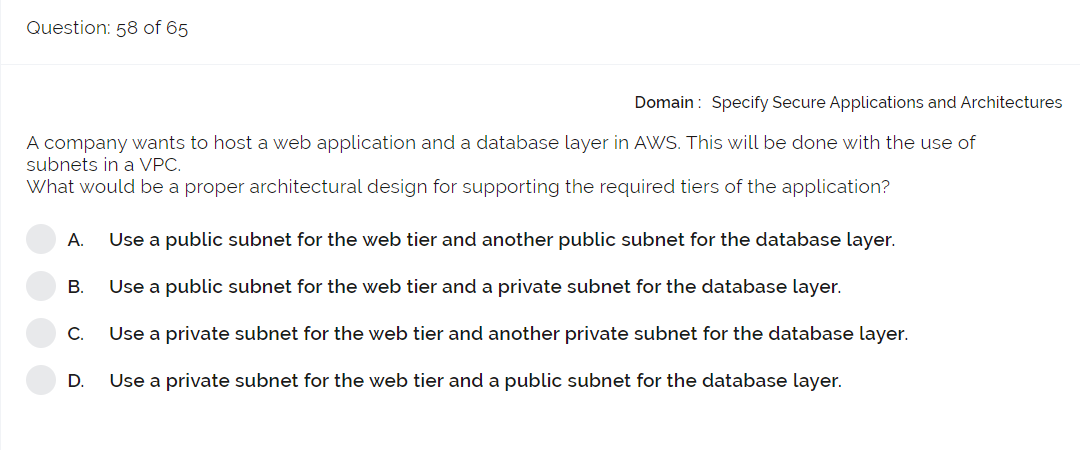 Question: 58 of 65
Domain : Specify Secure Applications and Architectures
A company wants to host a web application and a database layer in AWS. This will be done with the use of
subnets in a VPC.
What would be a proper architectural design for supporting the required tiers of the application?
A. Use a public subnet for the web tier and another public subnet for the database layer.
B. Use a public subnet for the web tier and a private subnet for the database layer.
C. Use a private subnet for the web tier and another private subnet for the database layer.
D. Use a private subnet for the web tier and a public subnet for the database layer.